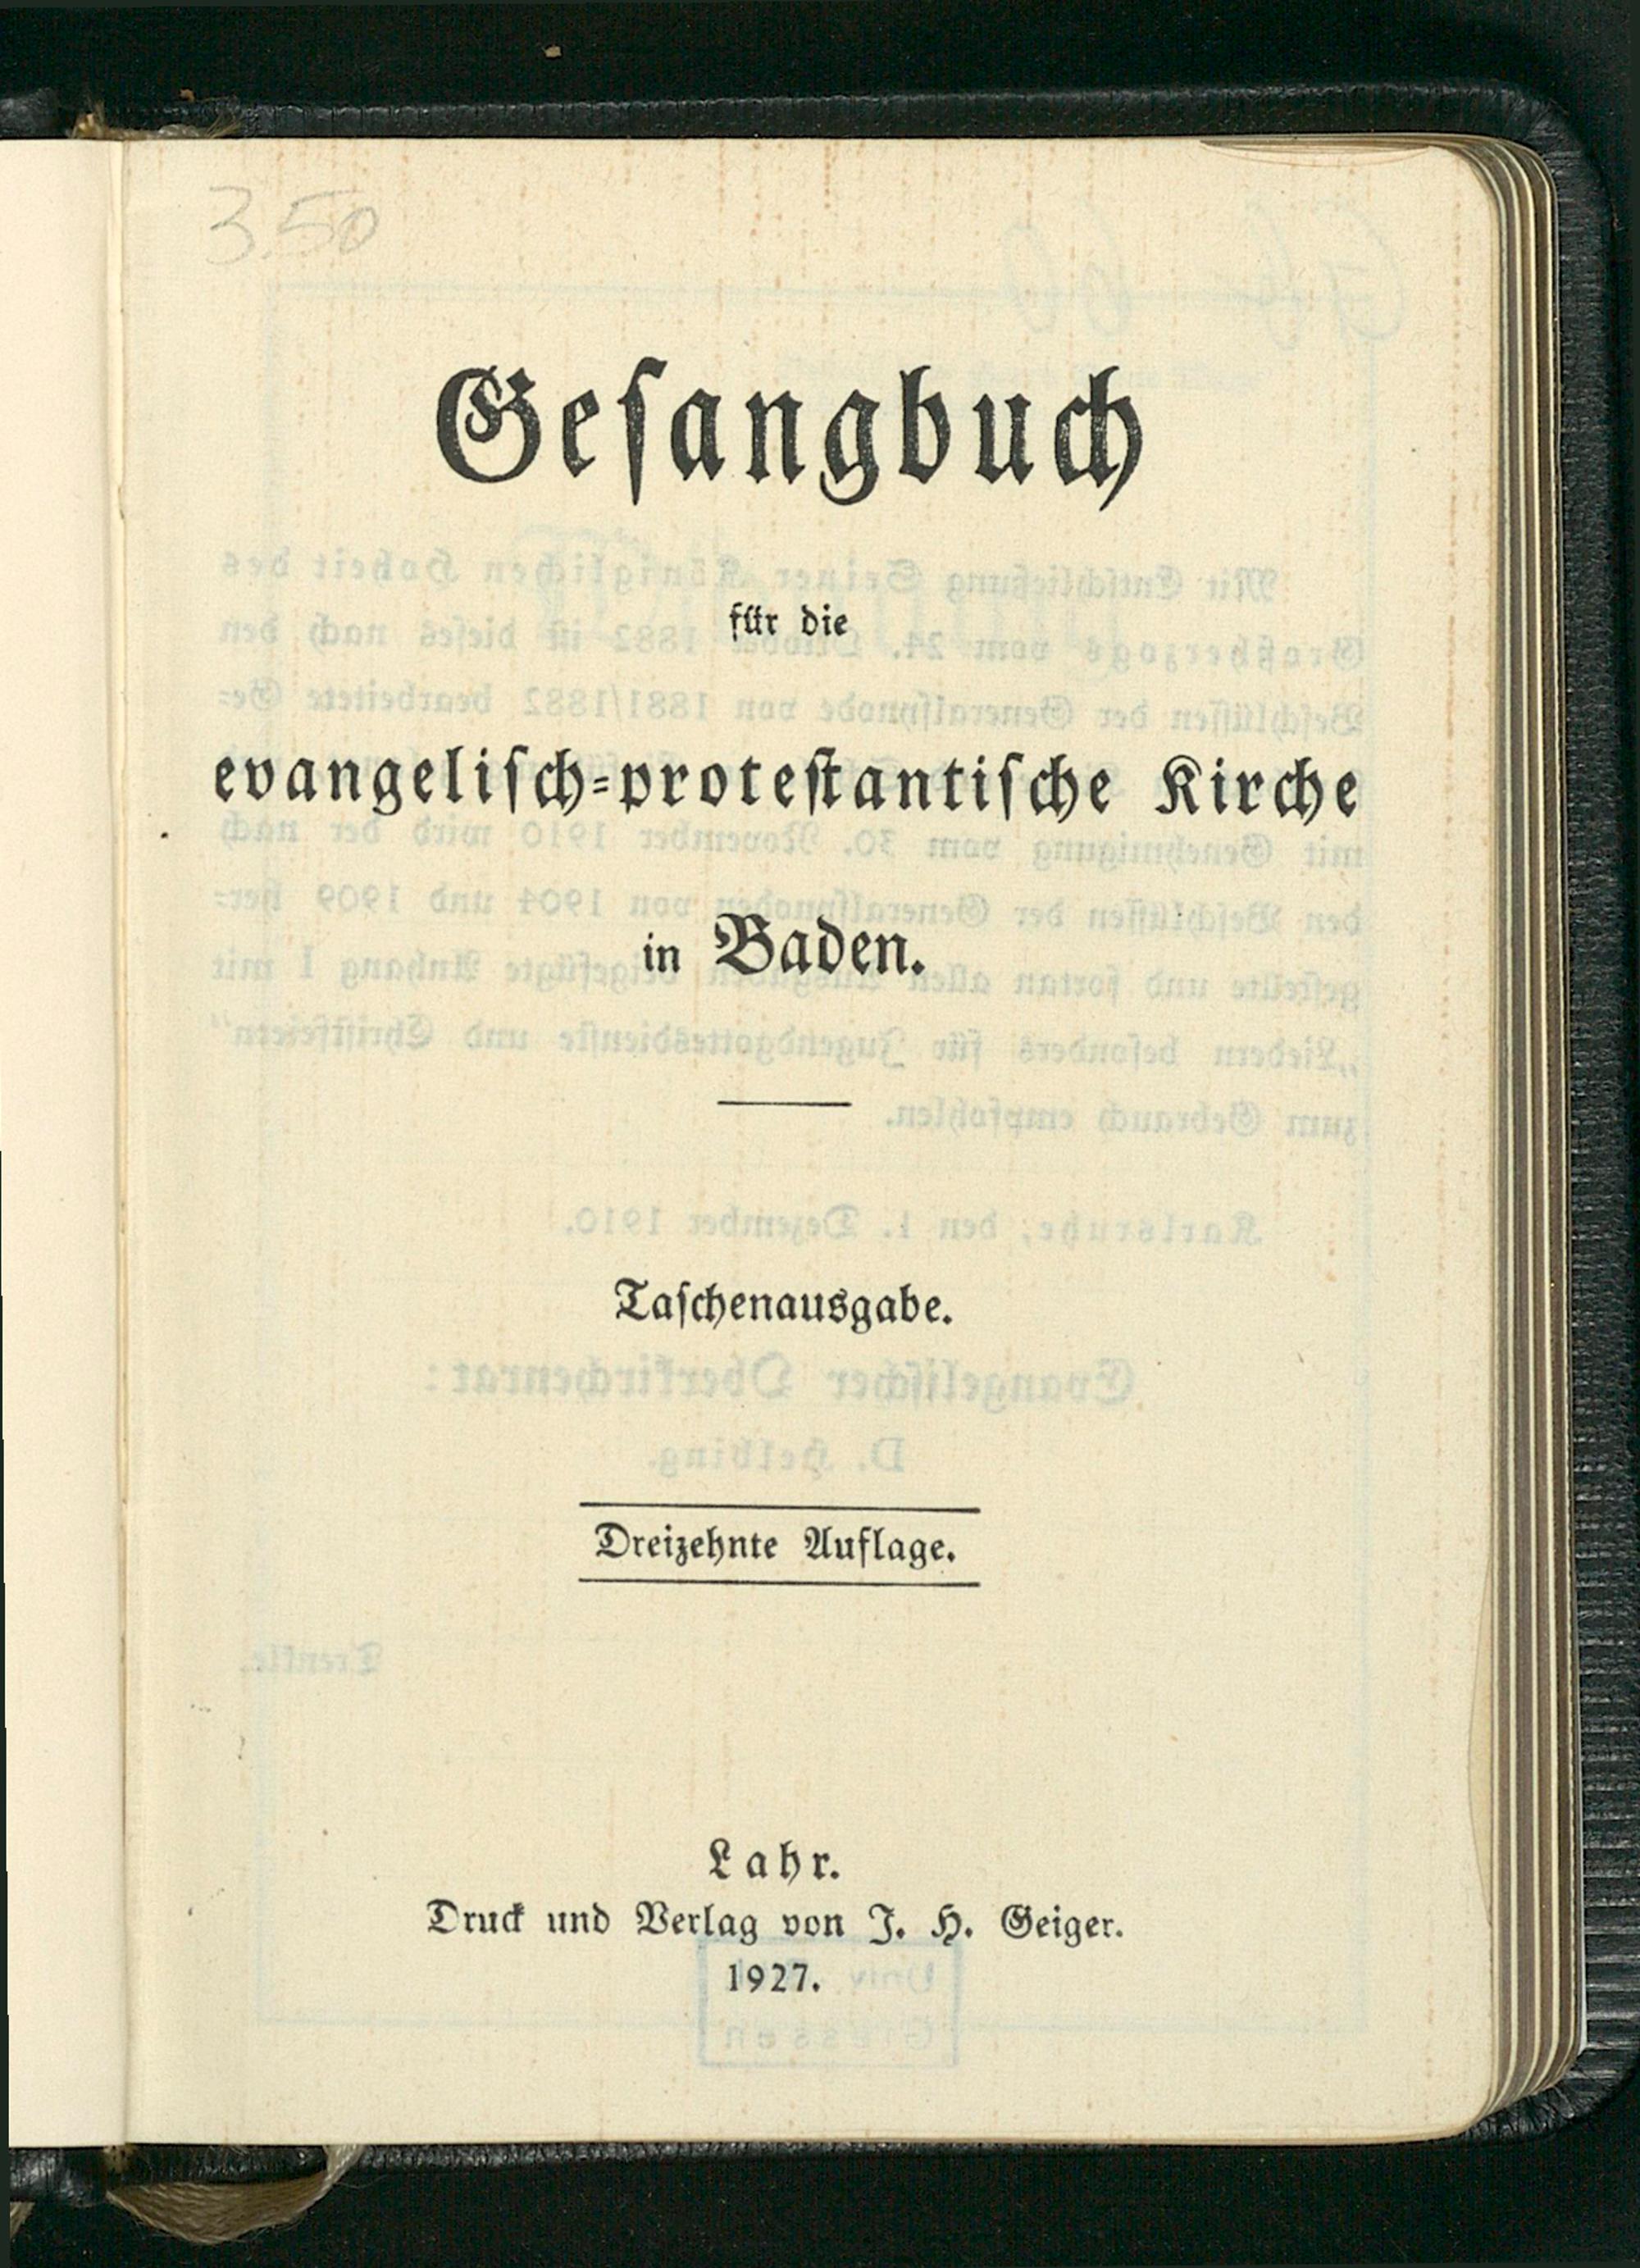 3.50
Gesangbuch
für die
evangelisch-protestantische Kirche
in Baden.
Taschenausgabe.
Dreizehnte Auflage.
Lahr.
Druck und Verlag von J. H. Geiger.
1927.